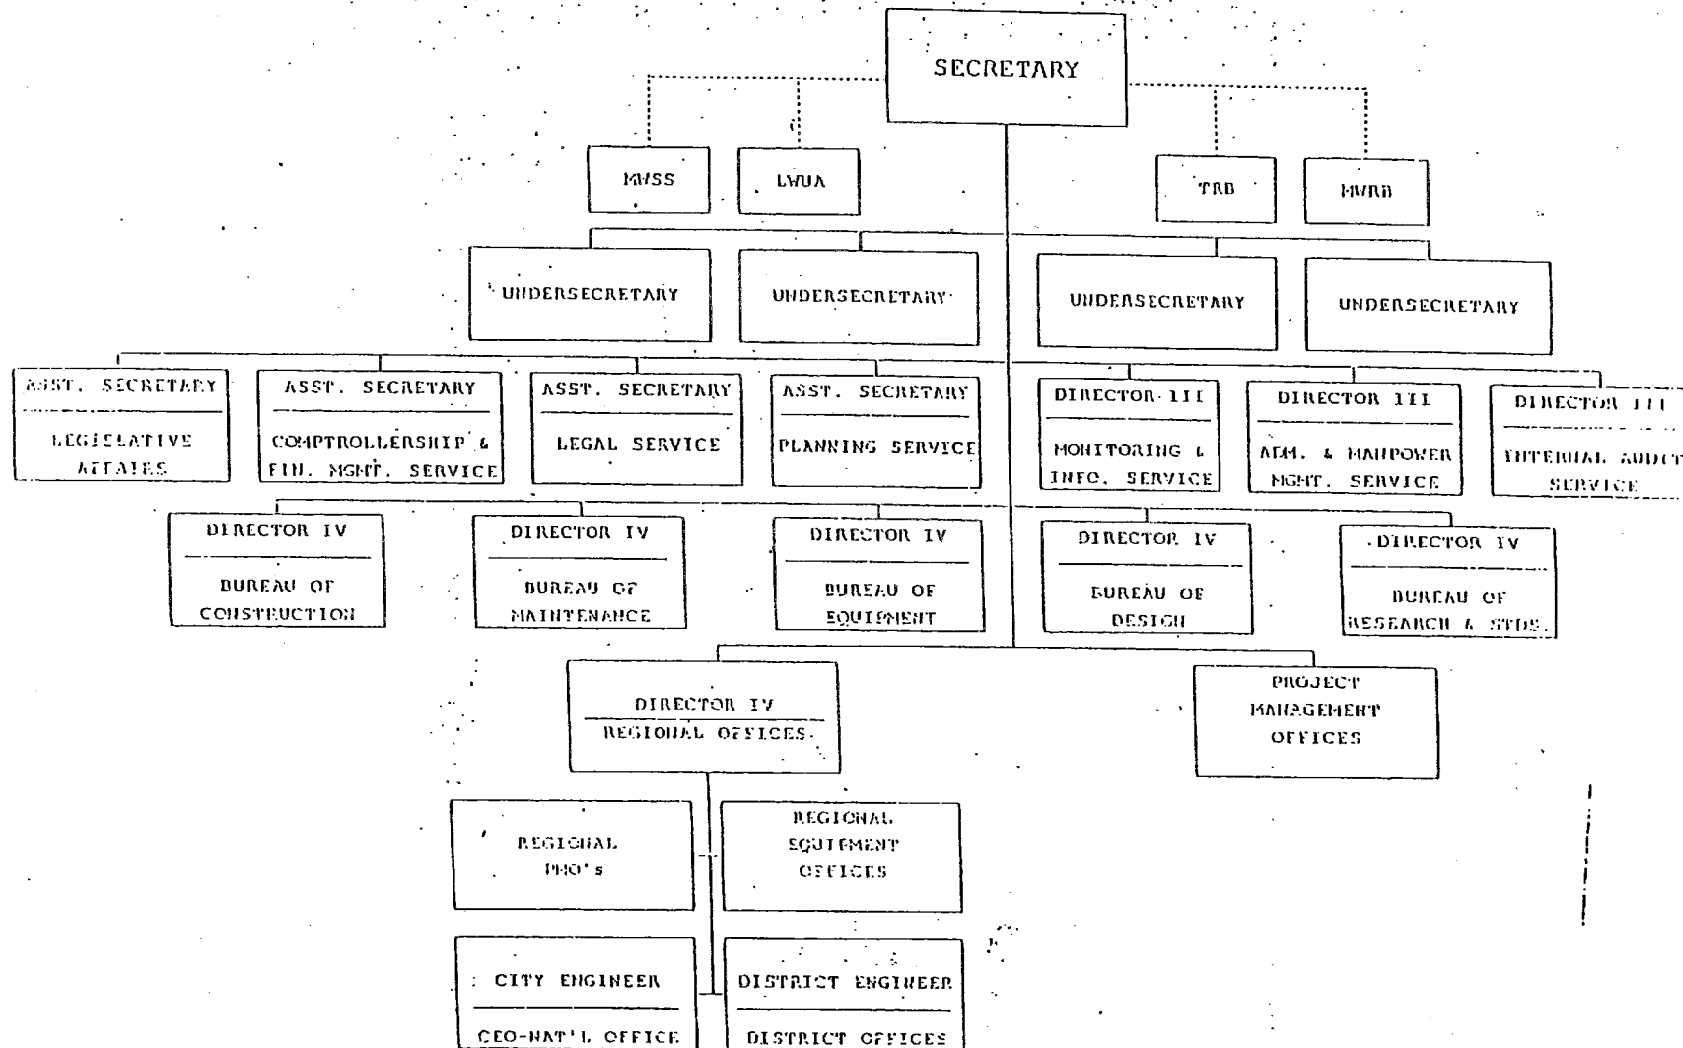 SECRETARY
MWSS
LWUA
TRB
UNDERSECRETARY
UNDERSECRETARY
UNDERSECRETARY
UNDERSECRETARY
ASST. SECRETARY
LEGISLATIVE
AFFAIRS
ASST. SECRETARY
COMPTROLLERSHIP &
FIN. MGMT. SERVICE
ASST. SECRETARY
LEGAL SERVICE
ASST. SECRETARY
PLANNING SERVICE
DIRECTOR III
MONITORING &
INFO. SERVICE
DIRECTOR III
ADM. & MANPOWER
MGMT. SERVICE
DIRECTOR III
INTERNAL AUDIT
SERVICE
DIRECTOR IV
BUREAU OF
CONSTRUCTION
DIRECTOR IV
BUREAU OF
MAINTENANCE
DIRECTOR IV
BUREAU OF
EQUIPMENT
DIRECTOR IV
BUREAU OF
DESIGN
DIRECTOR IV
BUREAU OF
RESEARCH & STDS.
DIRECTOR IV
REGIONAL OFFICES
PROJECT
MANAGEMENT
OFFICES
REGIONAL
PMO's
REGIONAL
EQUIPMENT
OFFICES
CITY ENGINEER
CEO-NAT'L OFFICE
DISTRICT ENGINEER
DISTRICT OFFICES